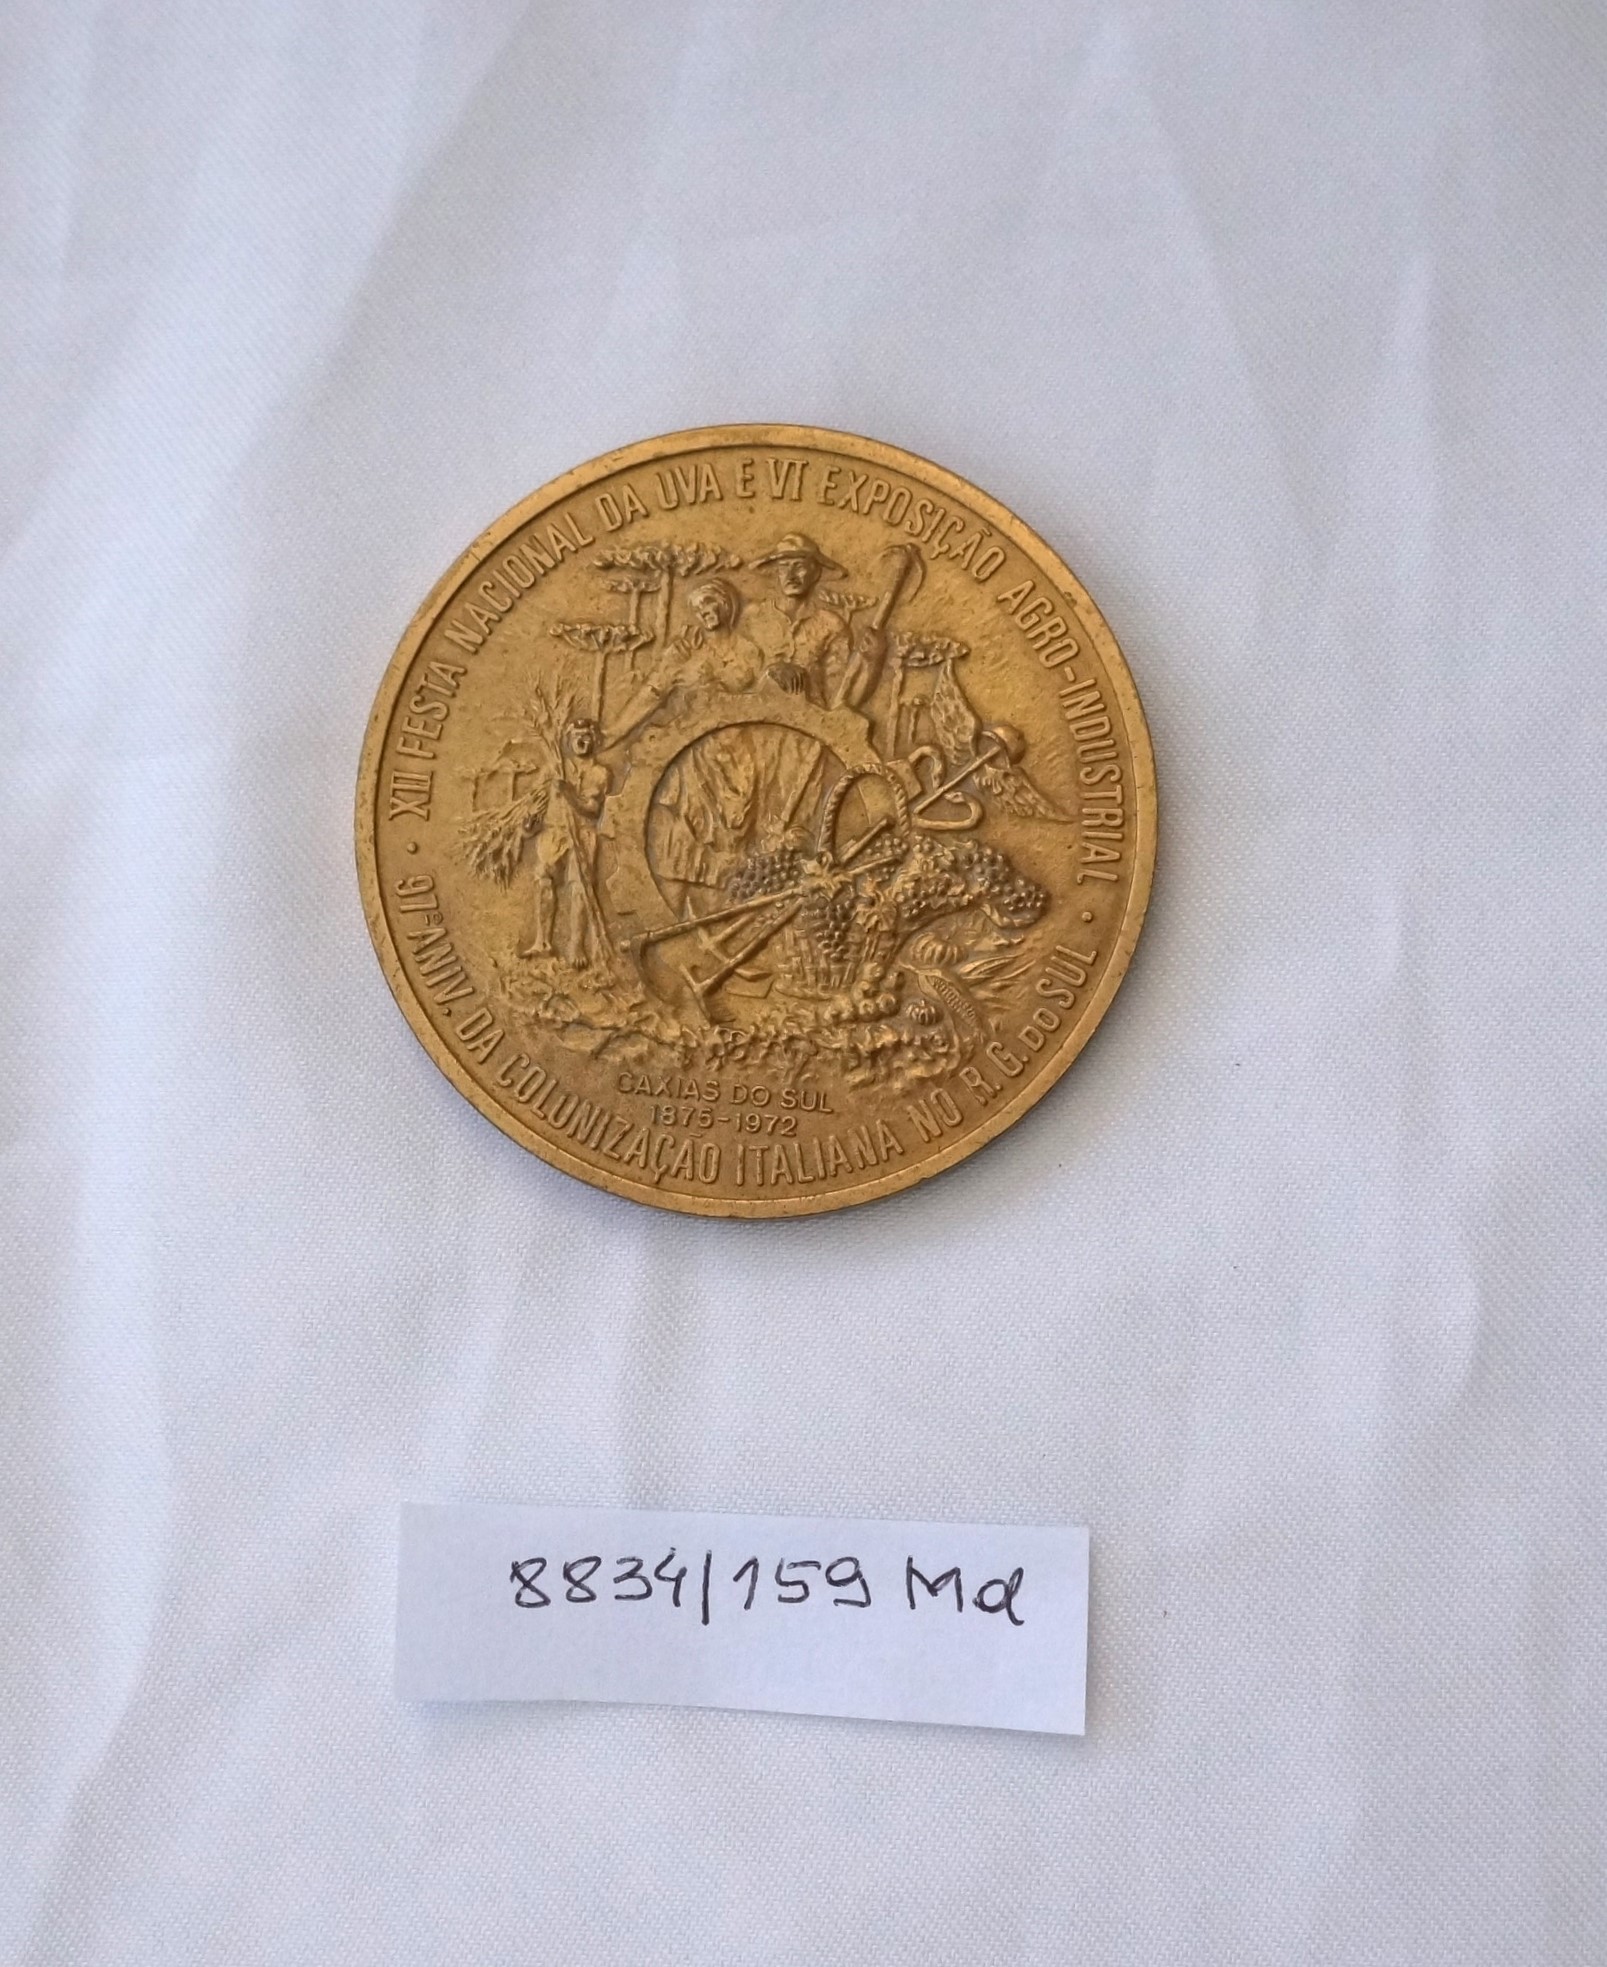 XII FESTA NACIONAL DA UVA E VI EXPOSIÇÃO AGRO-INDUSTRIAL
97º ANIV. DA COLONIZAÇÃO ITALIANA NO R. G. DO SUL
CAXIAS DO SUL
1875-1972
8834/159 Md